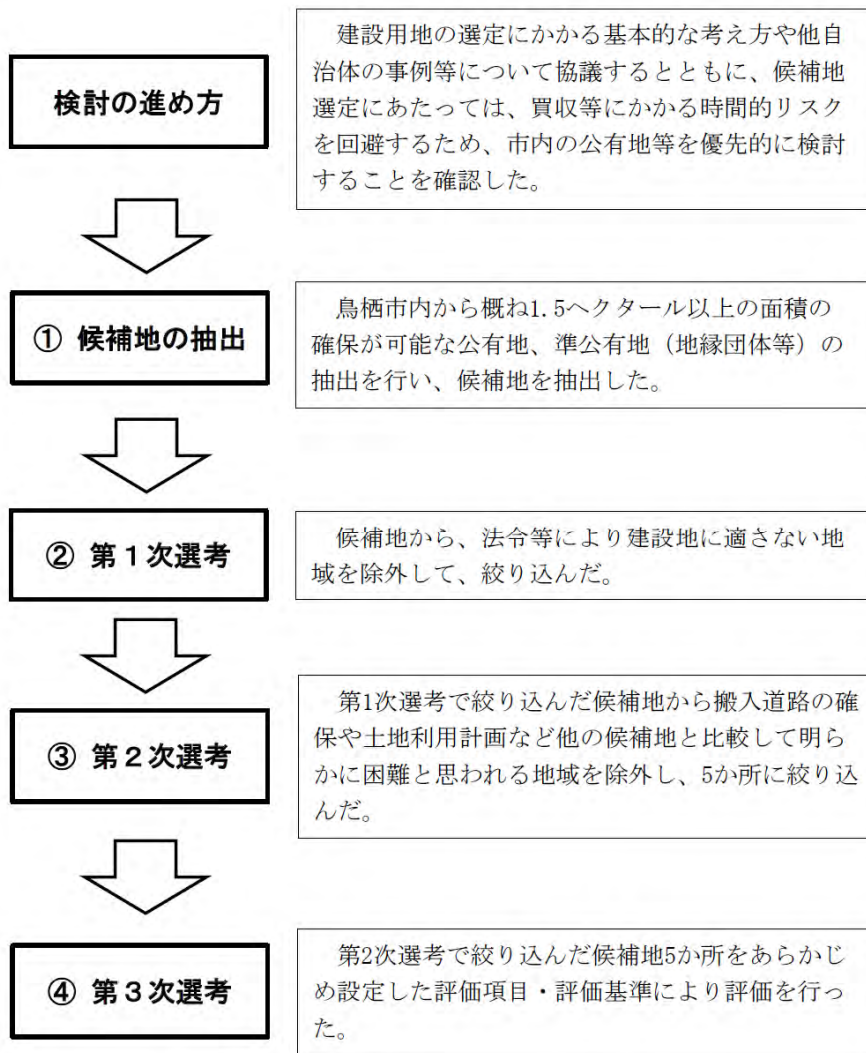 検討の進め方
建設用地の選定にかかる基本的な考え方や他自
治体の事例等について協議するとともに、候補地
選定にあたっては、買収等にかかる時間的リスク
を回避するため、市内の公有地等を優先的に検討
することを確認した。
① 候補地の抽出
鳥栖市内から概ね1.5ヘクタール以上の面積の
確保が可能な公有地、準公有地（地縁団体等）の
抽出を行い、候補地を抽出した。
② 第１次選考
候補地から、法令等により建設地に適さない地
域を除外して、絞り込んだ。
③ 第２次選考
第1次選考で絞り込んだ候補地から搬入道路の確
保や土地利用計画など他の候補地と比較して明ら
かに困難と思われる地域を除外し、5か所に絞り込
んだ。
④ 第３次選考
第2次選考で絞り込んだ候補地5か所をあらかじ
め設定した評価項目・評価基準により評価を行っ
た。